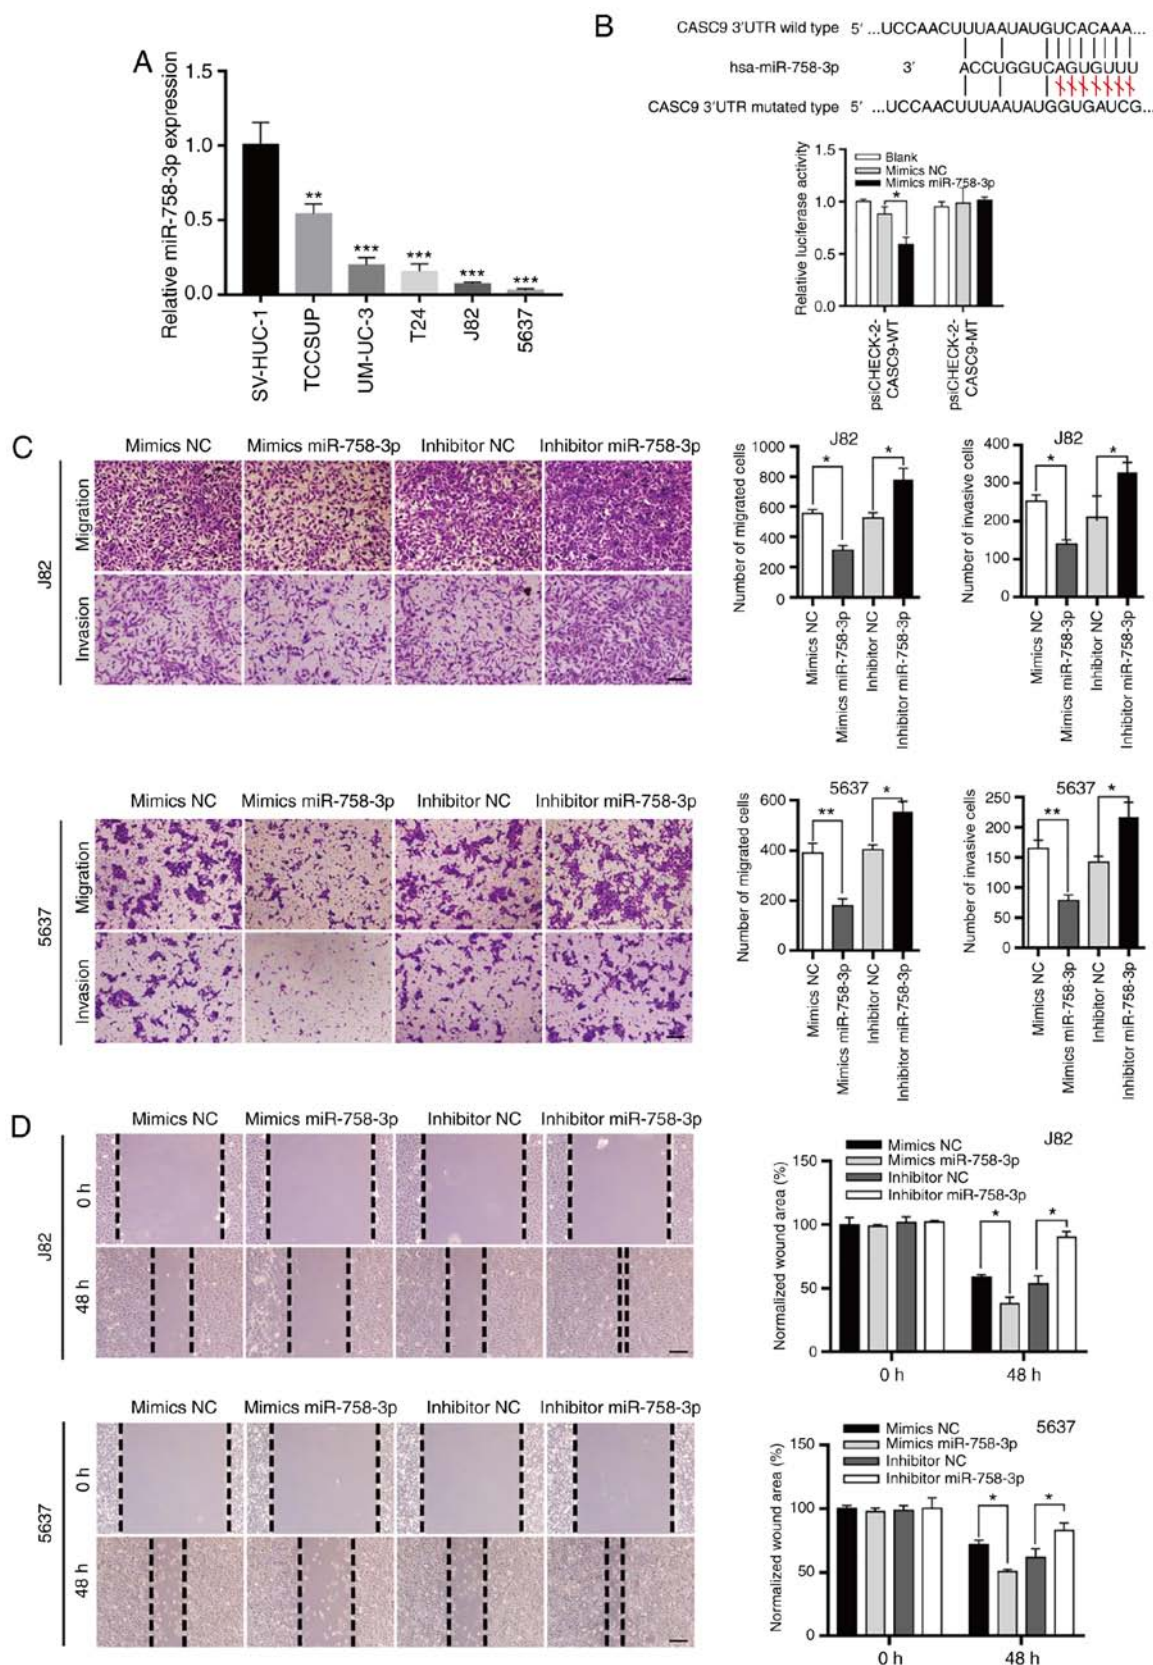 A
Relative miR-758-3p expression
1.5
1.0
0.5
0.0
**
***
***
***
***
SV-HUC-1
TCCSUP
UM-UC-3
T24
J82
5637
B
CASC9 3'UTR wild type 5' ...UCCAACUUUAAUAUGUCACAAA...
hsa-miR-758-3p 3' ACCUGGUCAGUGUUU
CASC9 3'UTR mutated type 5' ...UCCAACUUUAAUAUGGUGAUCG...
Relative luciferase activity
1.5
1.0
0.5
0.0
Blank
Mimics NC
Mimics miR-758-3p
*
psiCHECK-2-
CASC9-WT
psiCHECK-2-
CASC9-MT
C
Mimics NC Mimics miR-758-3p Inhibitor NC Inhibitor miR-758-3p
J82
Migration
Invasion
J82
Number of migrated cells
1000
800
600
400
200
0
* *
Mimics NC
Mimics miR-758-3p
Inhibitor NC
Inhibitor miR-758-3p
J82
Number of invasive cells
400
300
200
100
0
* *
Mimics NC
Mimics miR-758-3p
Inhibitor NC
Inhibitor miR-758-3p
Mimics NC Mimics miR-758-3p Inhibitor NC Inhibitor miR-758-3p
5637
Migration
Invasion
5637
Number of migrated cells
600
400
200
0
** *
Mimics NC
Mimics miR-758-3p
Inhibitor NC
Inhibitor miR-758-3p
5637
Number of invasive cells
250
200
150
100
50
0
** *
Mimics NC
Mimics miR-758-3p
Inhibitor NC
Inhibitor miR-758-3p
D
Mimics NC Mimics miR-758-3p Inhibitor NC Inhibitor miR-758-3p
J82
0 h
48 h
J82
Mimics NC
Mimics miR-758-3p
Inhibitor NC
Inhibitor miR-758-3p
Normalized wound area (%)
150
100
50
0
* *
0 h 48 h
Mimics NC Mimics miR-758-3p Inhibitor NC Inhibitor miR-758-3p
5637
0 h
48 h
5637
Mimics NC
Mimics miR-758-3p
Inhibitor NC
Inhibitor miR-758-3p
Normalized wound area (%)
150
100
50
0
* *
0 h 48 h